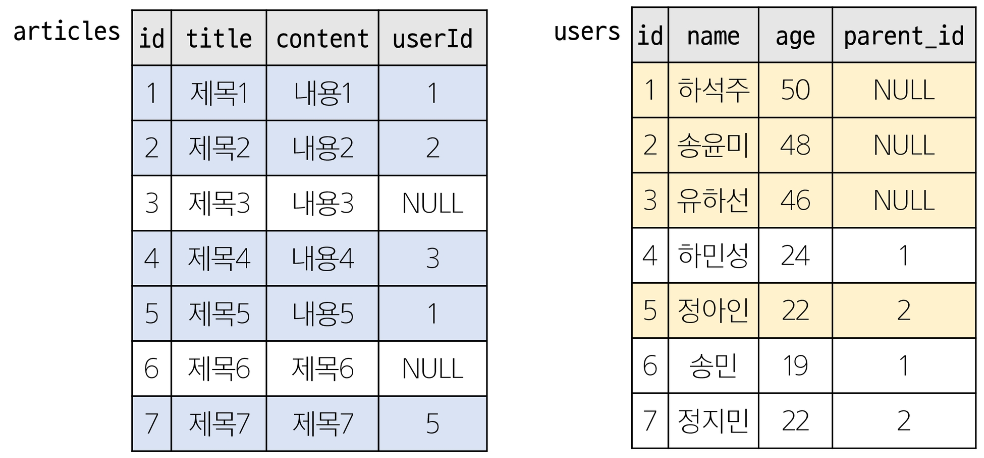 articles
id title content userId
1 제목1 내용1 1
2 제목2 내용2 2
3 제목3 내용3 NULL
4 제목4 내용4 3
5 제목5 내용5 1
6 제목6 제목6 NULL
7 제목7 제목7 5
users
id name age parent_id
1 하석주 50 NULL
2 송윤미 48 NULL
3 유하선 46 NULL
4 하민성 24 1
5 정아인 22 2
6 송민 19 1
7 정지민 22 2